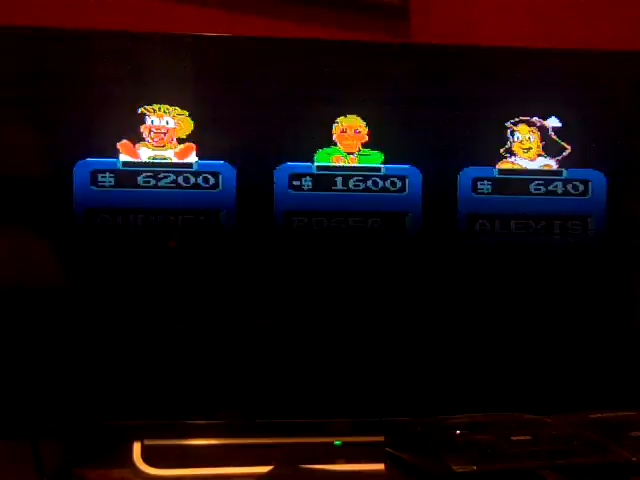 $ 6200
-$ 1600
$ 640
ROGER
ALEXIS